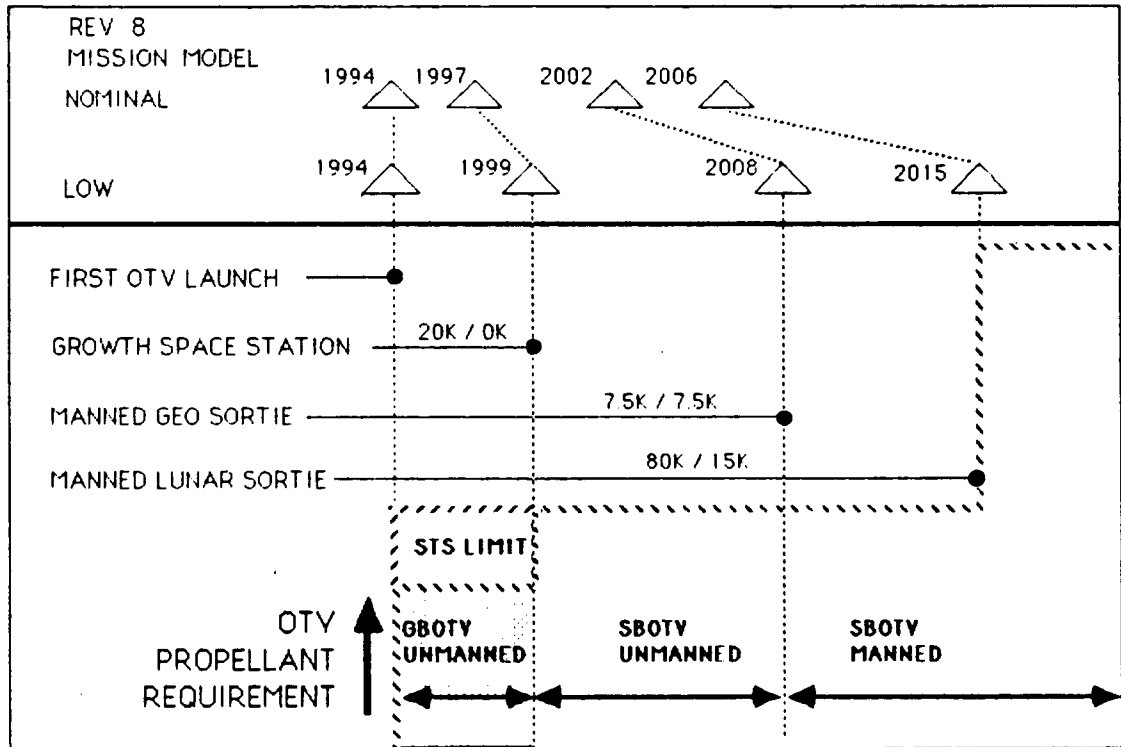 REV 8
MISSION MODEL
NOMINAL
1994 1997 2002 2006
LOW
1994 1999 2008 2015
FIRST OTV LAUNCH
GROWTH SPACE STATION
20K / 0K
MANNED GEO SORTIE
7.5K / 7.5K
MANNED LUNAR SORTIE
80K / 15K
STS LIMIT
OTV
PROPELLANT
REQUIREMENT
GBOTV
UNMANNED
SBOTV
UNMANNED
SBOTV
MANNED